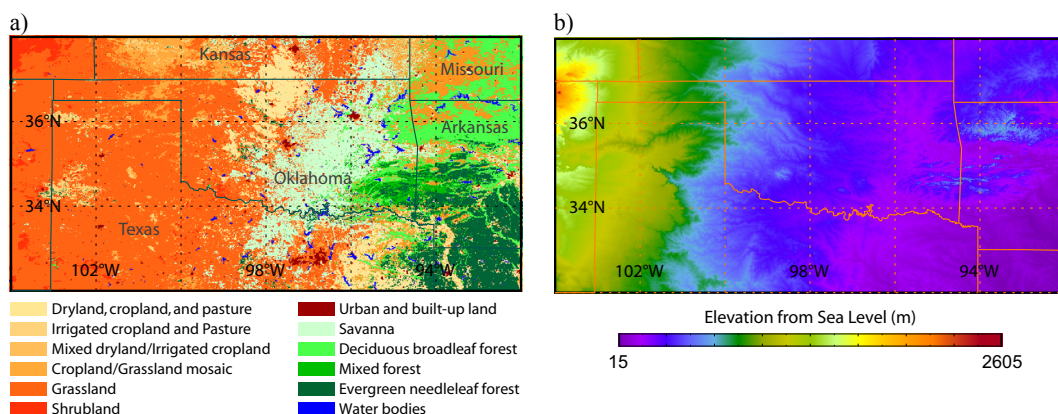 a)
Kansas
Missouri
36°N
Arkansas
Oklahoma
34°N
Texas
102°W
98°W
94°W
Dryland, cropland, and pasture
Irrigated cropland and Pasture
Mixed dryland/Irrigated cropland
Cropland/Grassland mosaic
Grassland
Shrubland
Urban and built-up land
Savanna
Deciduous broadleaf forest
Mixed forest
Evergreen needleleaf forest
Water bodies
b)
36°N
34°N
102°W
98°W
94°W
Elevation from Sea Level (m)
15
2605